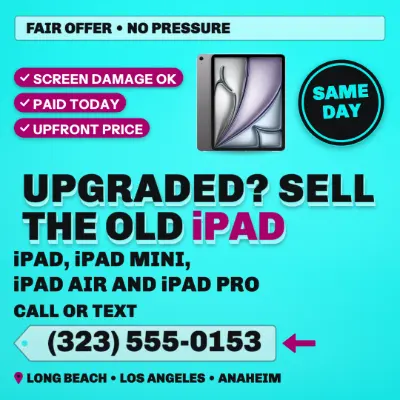 FAIR OFFER • NO PRESSURE
✓ SCREEN DAMAGE OK
✓ PAID TODAY
✓ UPFRONT PRICE
SAME
DAY
UPGRADED? SELL
THE OLD iPAD
iPAD, iPAD MINI,
iPAD AIR AND iPAD PRO
CALL OR TEXT
(323) 555-0153
LONG BEACH • LOS ANGELES • ANAHEIM